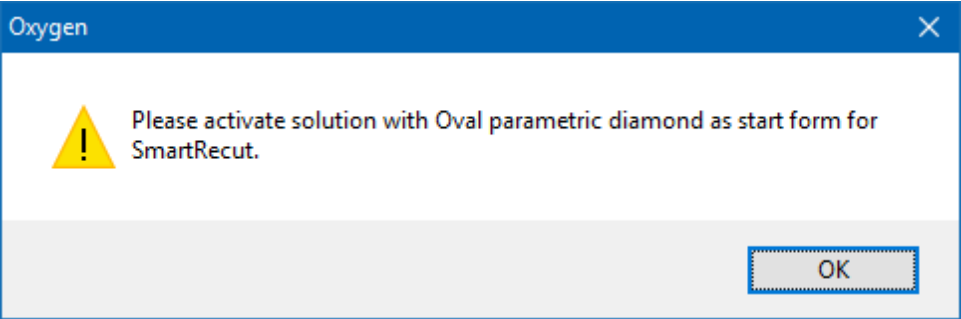 Oxygen
Please activate solution with Oval parametric diamond as start form for
SmartRecut.
OK